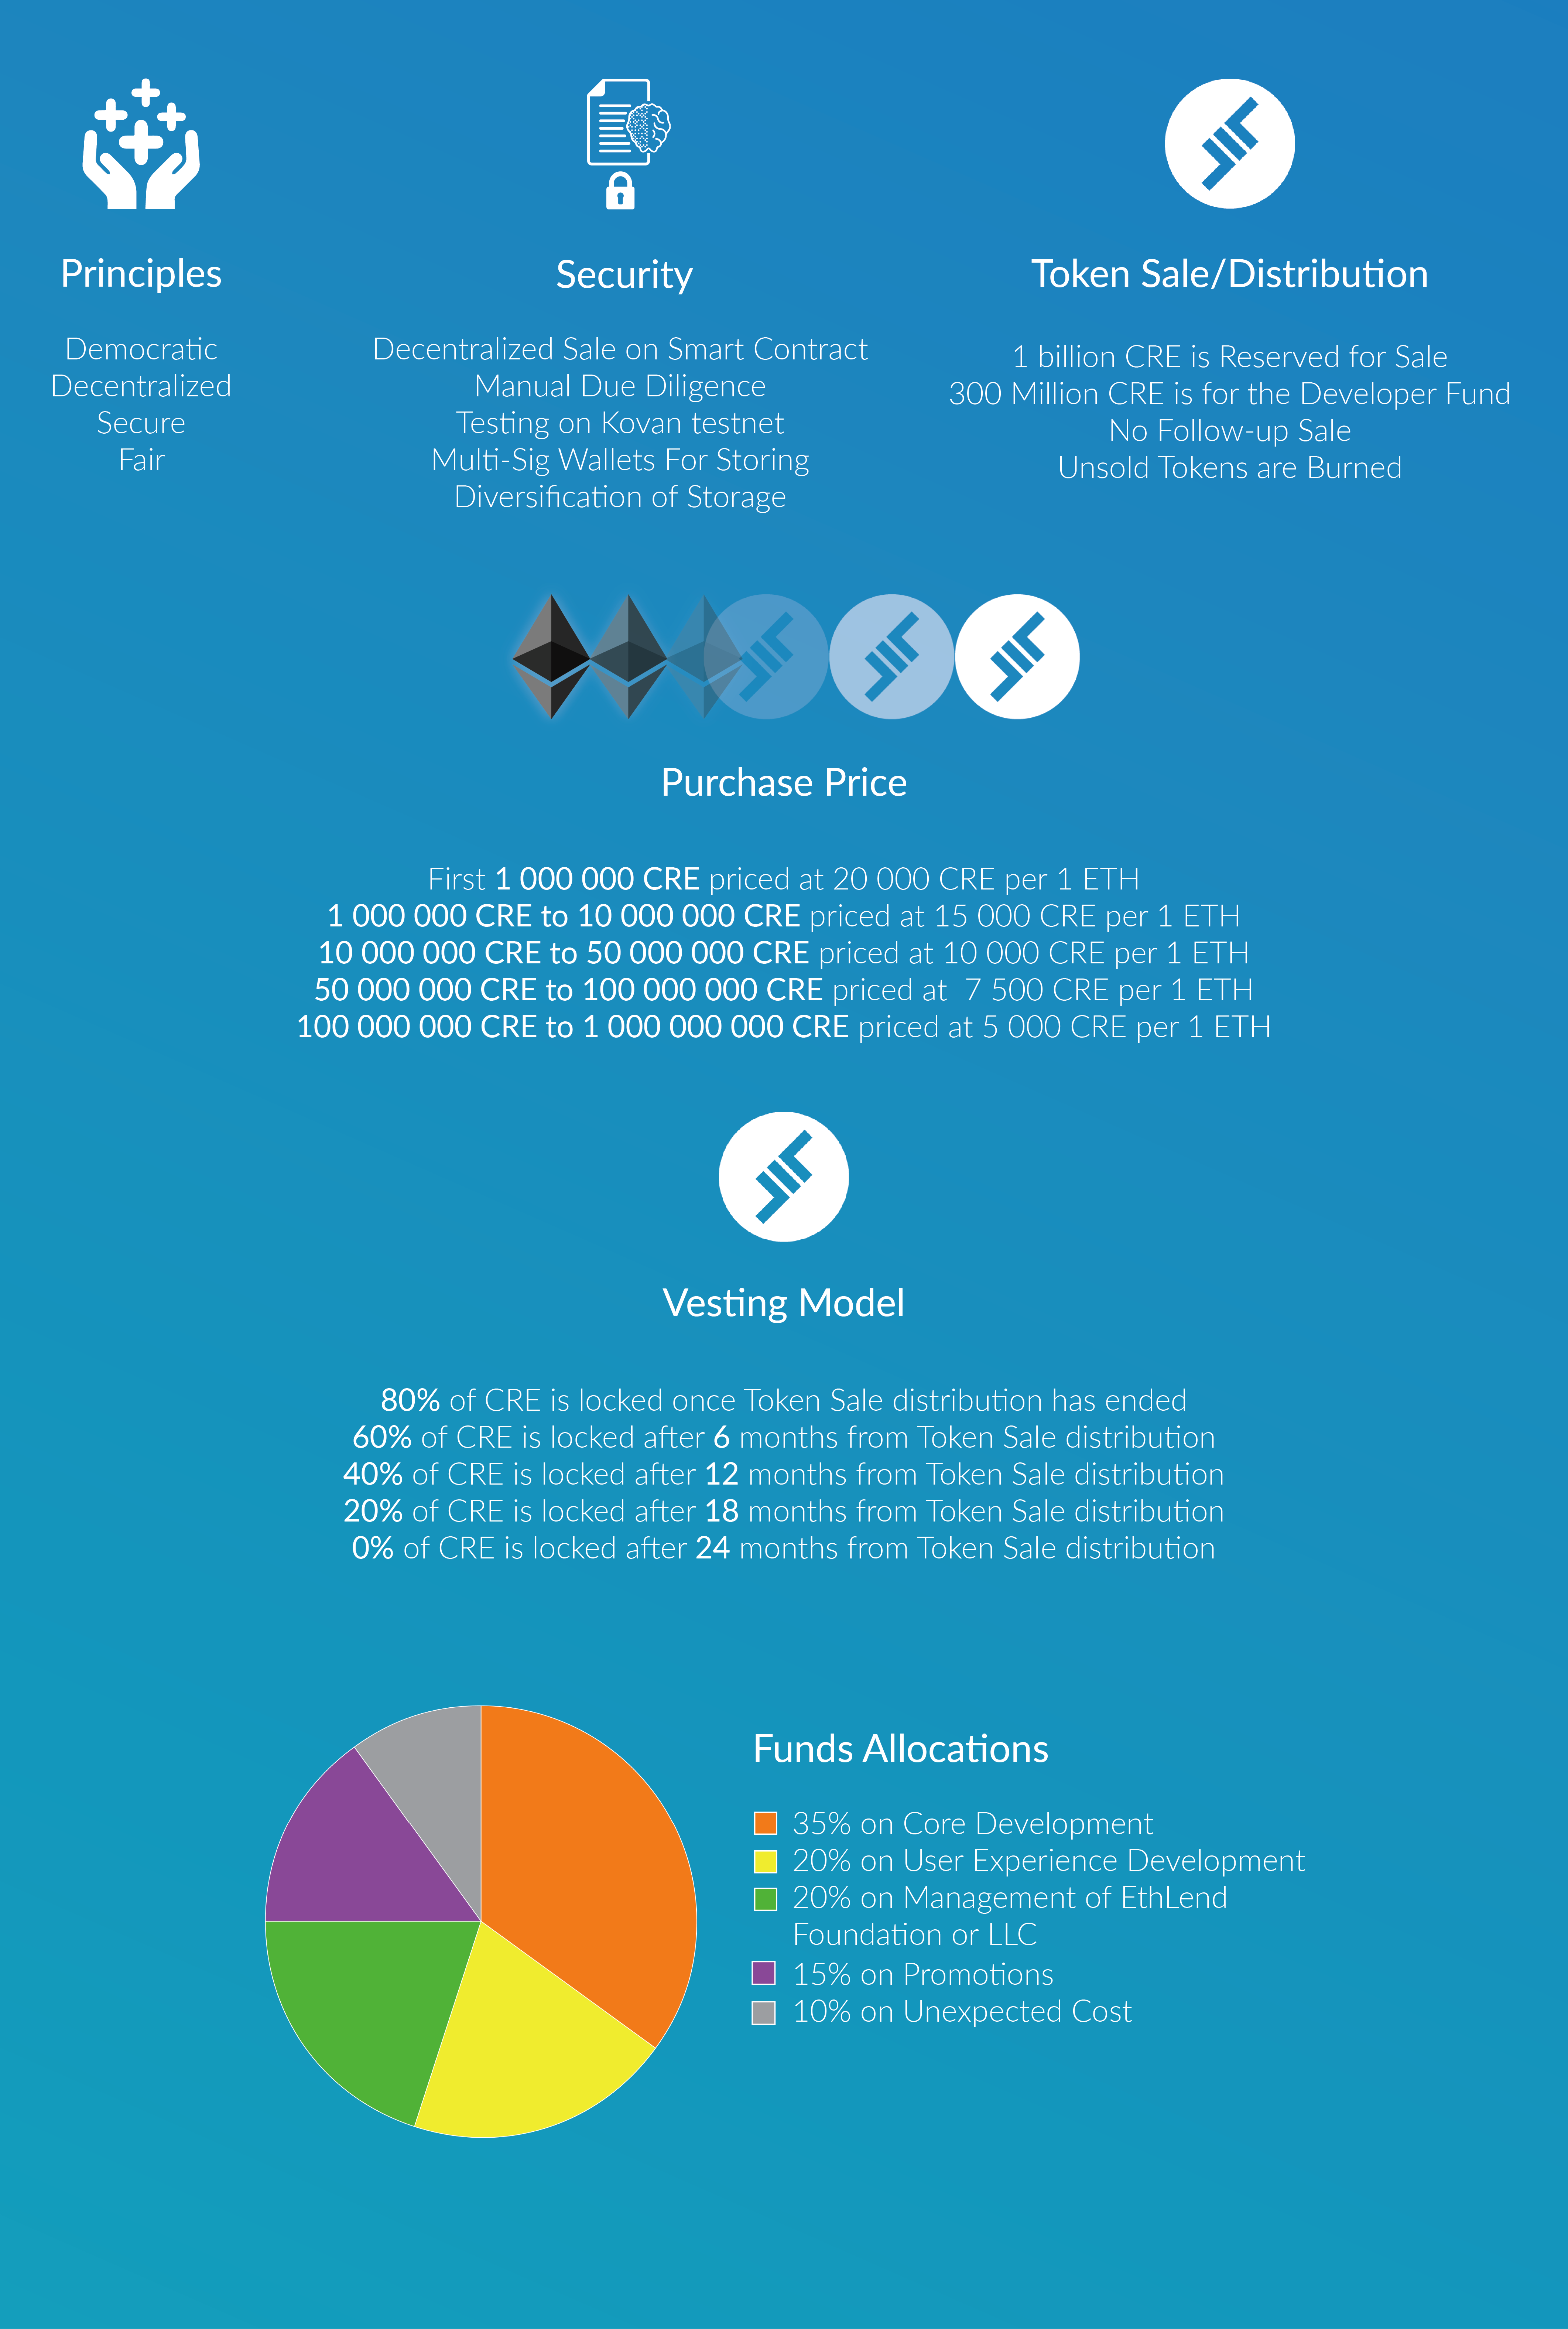 Principles
Democratic
Decentralized
Secure
Fair
Security
Decentralized Sale on Smart Contract
Manual Due Diligence
Testing on Kovan testnet
Multi-Sig Wallets For Storing
Diversification of Storage
Token Sale/Distribution
1 billion CRE is Reserved for Sale
300 Million CRE is for the Developer Fund
No Follow-up Sale
Unsold Tokens are Burned
Purchase Price
First 1 000 000 CRE priced at 20 000 CRE per 1 ETH
1 000 000 CRE to 10 000 000 CRE priced at 15 000 CRE per 1 ETH
10 000 000 CRE to 50 000 000 CRE priced at 10 000 CRE per 1 ETH
50 000 000 CRE to 100 000 000 CRE priced at  7 500 CRE per 1 ETH
100 000 000 CRE to 1 000 000 000 CRE priced at 5 000 CRE per 1 ETH
Vesting Model
80% of CRE is locked once Token Sale distribution has ended
60% of CRE is locked after 6 months from Token Sale distribution
40% of CRE is locked after 12 months from Token Sale distribution
20% of CRE is locked after 18 months from Token Sale distribution
0% of CRE is locked after 24 months from Token Sale distribution
Funds Allocations
35% on Core Development
20% on User Experience Development
20% on Management of EthLend
Foundation or LLC
15% on Promotions
10% on Unexpected Cost